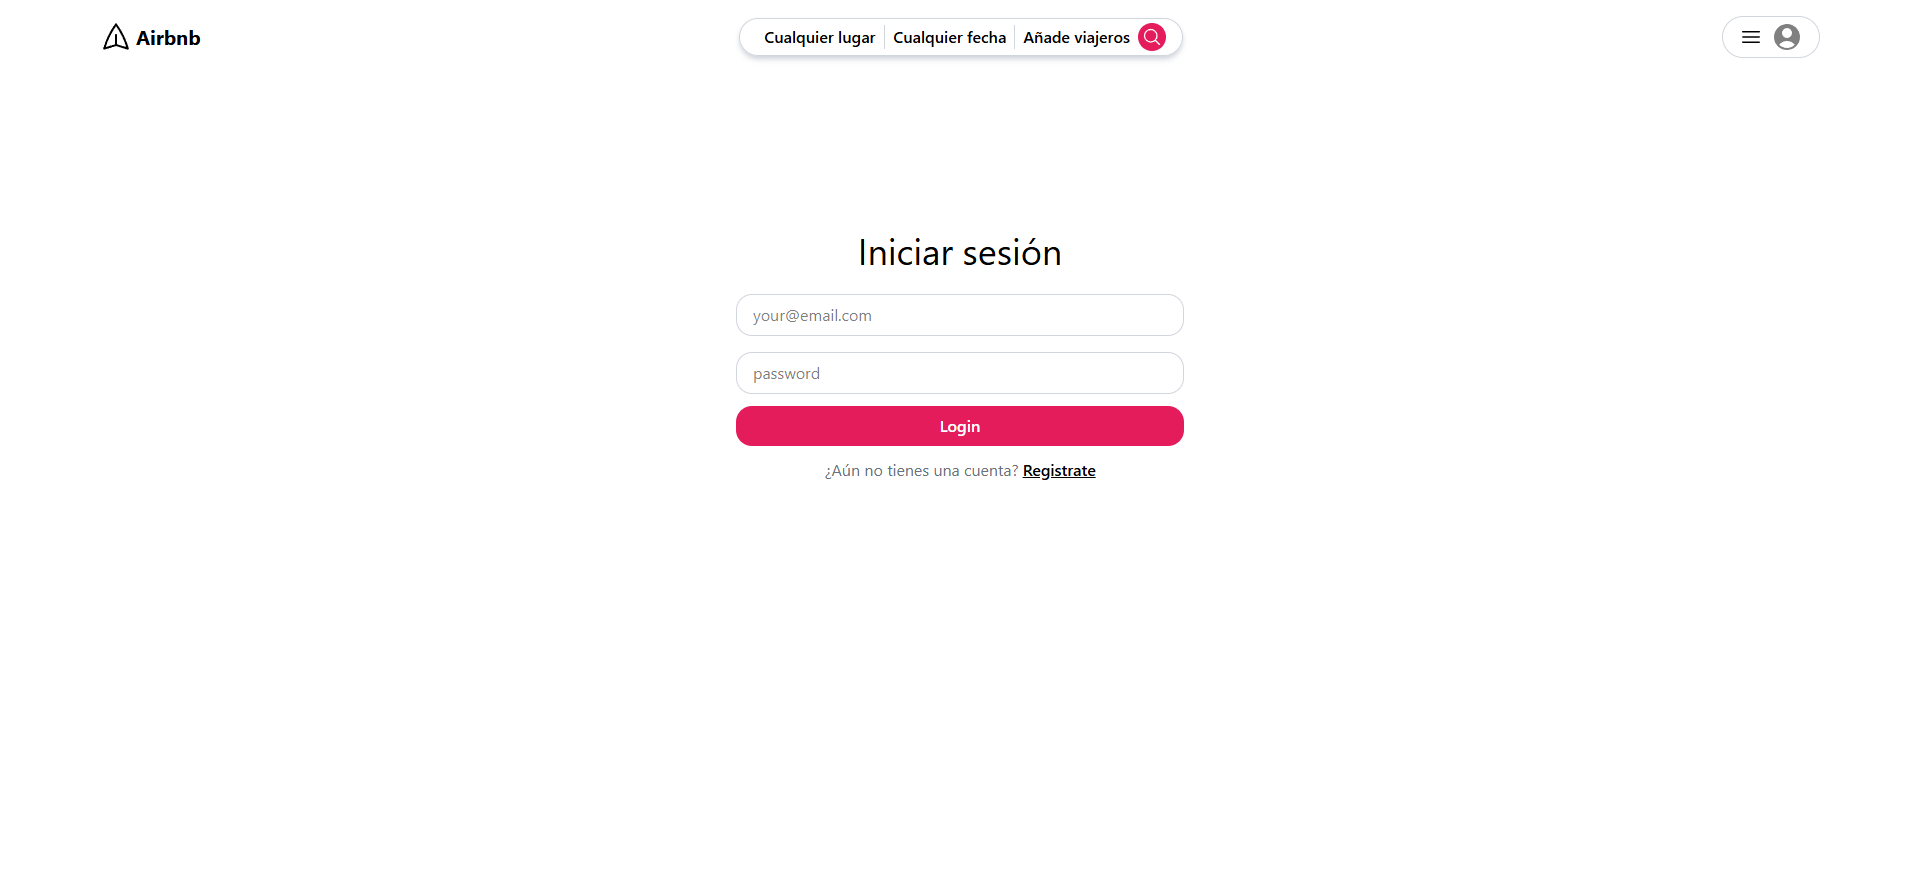 Airbnb
Cualquier lugar
Cualquier fecha
Añade viajeros
Iniciar sesión
your@email.com
password
Login
¿Aún no tienes una cuenta? Registrate